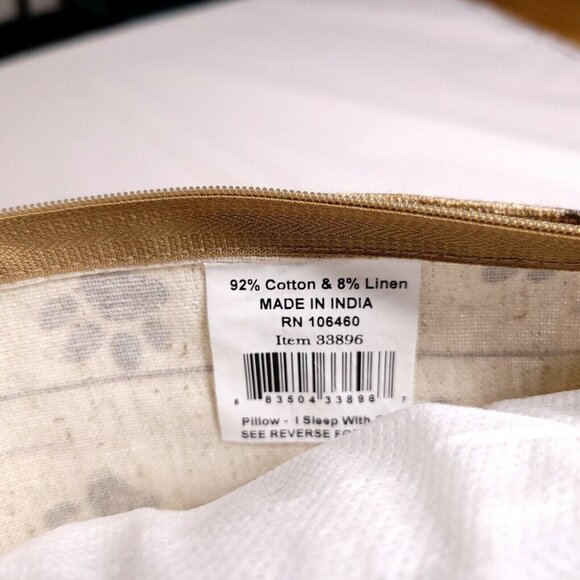 92% Cotton & 8% Linen
MADE IN INDIA
RN 106460
Item 33896
6 83504 33896 7
Pillow - I Sleep With
SEE REVERSE